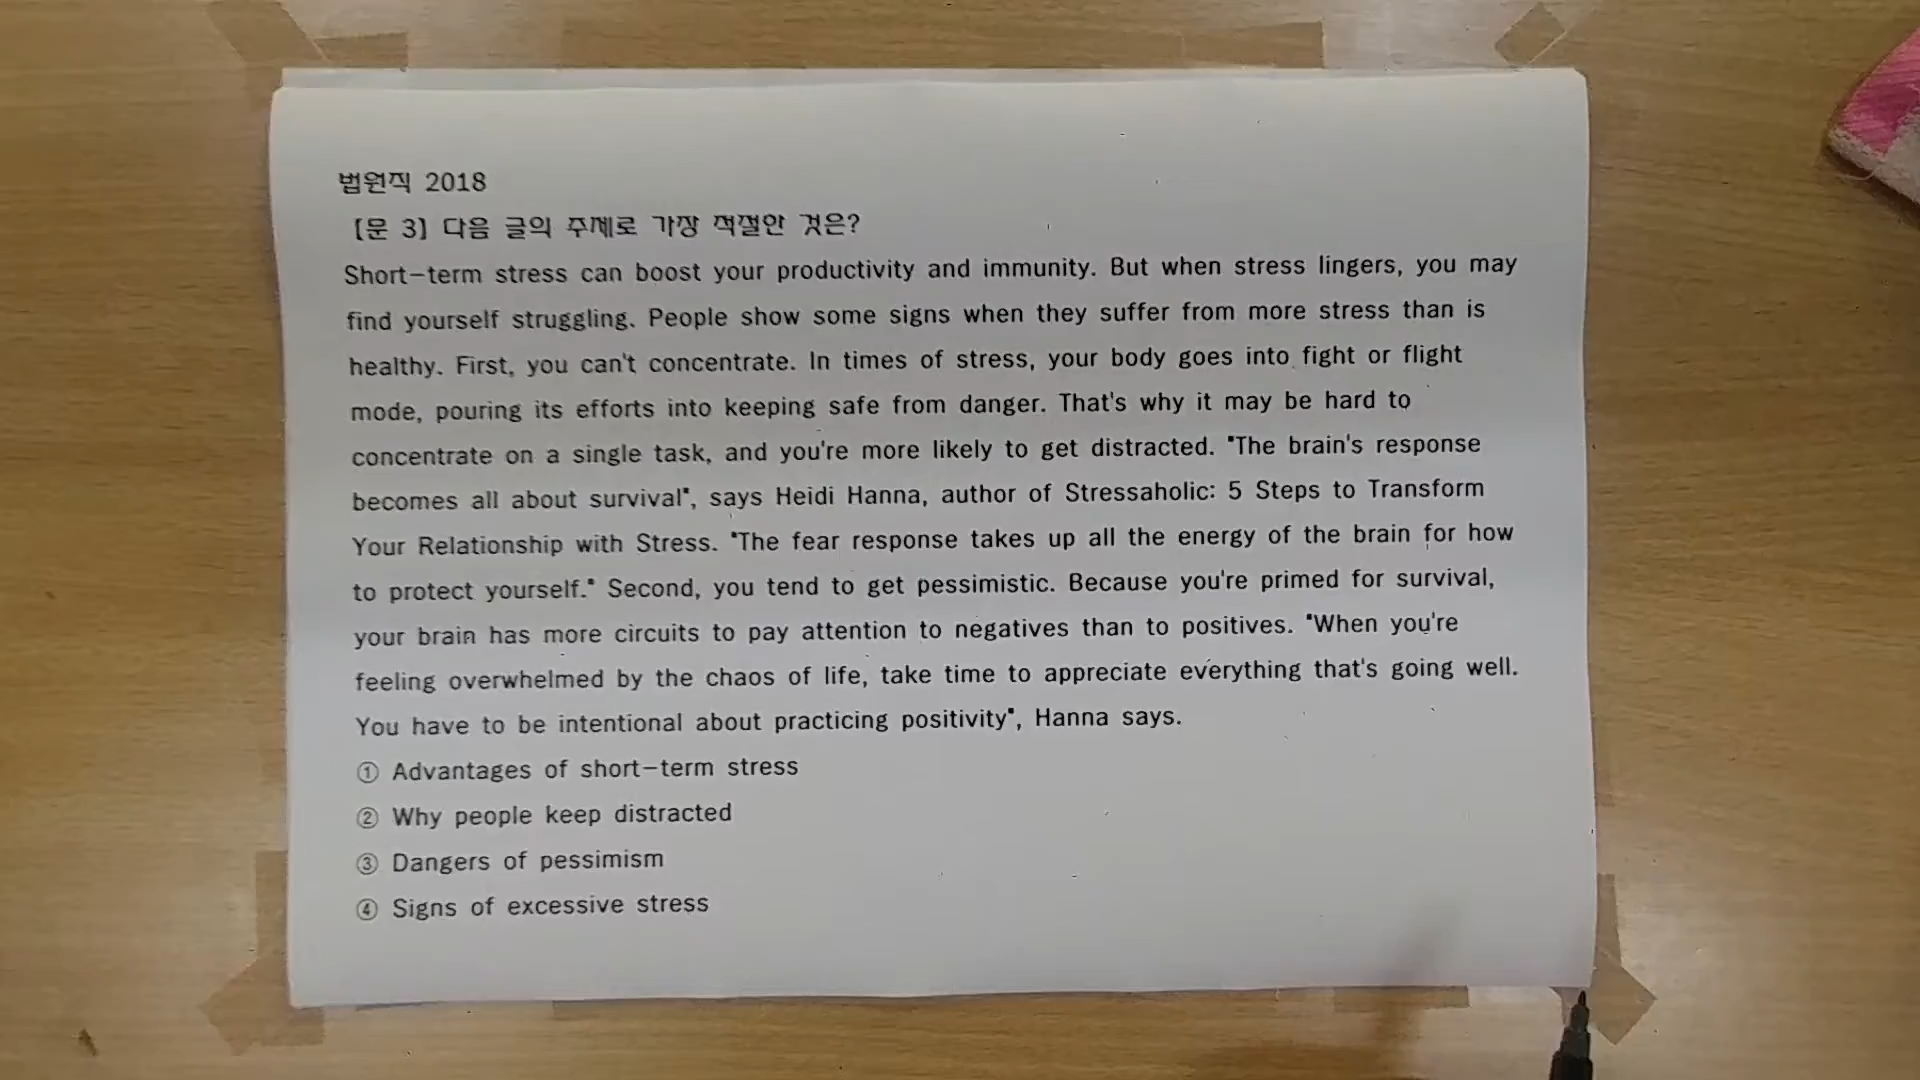 법원직 2018
[문 3] 다음 글의 주제로 가장 적절한 것은?
Short-term stress can boost your productivity and immunity. But when stress lingers, you may
find yourself struggling. People show some signs when they suffer from more stress than is
healthy. First, you can't concentrate. In times of stress, your body goes into fight or flight
mode, pouring its efforts into keeping safe from danger. That's why it may be hard to
concentrate on a single task, and you're more likely to get distracted. "The brain's response
becomes all about survival", says Heidi Hanna, author of Stressaholic: 5 Steps to Transform
Your Relationship with Stress. "The fear response takes up all the energy of the brain for how
to protect yourself." Second, you tend to get pessimistic. Because you're primed for survival,
your brain has more circuits to pay attention to negatives than to positives. "When you're
feeling overwhelmed by the chaos of life, take time to appreciate everything that's going well.
You have to be intentional about practicing positivity", Hanna says.
① Advantages of short-term stress
② Why people keep distracted
③ Dangers of pessimism
④ Signs of excessive stress